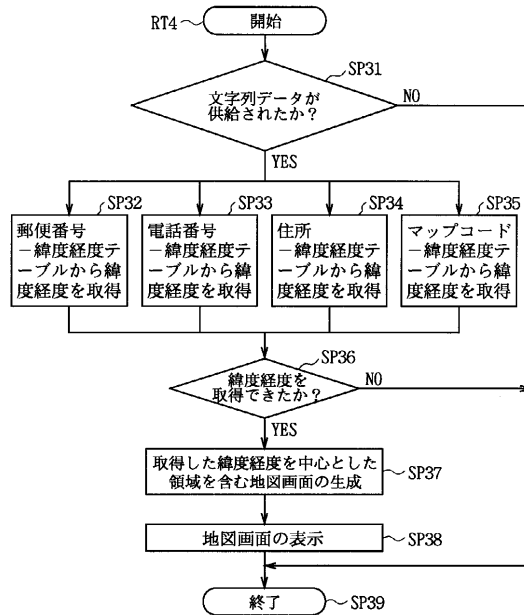 RT4
開始
SP31
文字列データが
供給されたか?
NO
YES
SP32
郵便番号
－緯度経度テ
ーブルから緯
度経度を取得
SP33
電話番号
－緯度経度テ
ーブルから緯
度経度を取得
SP34
住所
－緯度経度テ
ーブルから緯
度経度を取得
SP35
マップコード
－緯度経度テ
ーブルから緯
度経度を取得
SP36
緯度経度を
取得できたか?
NO
YES
取得した緯度経度を中心とした
領域を含む地図画面の生成
SP37
地図画面の表示
SP38
終了
SP39